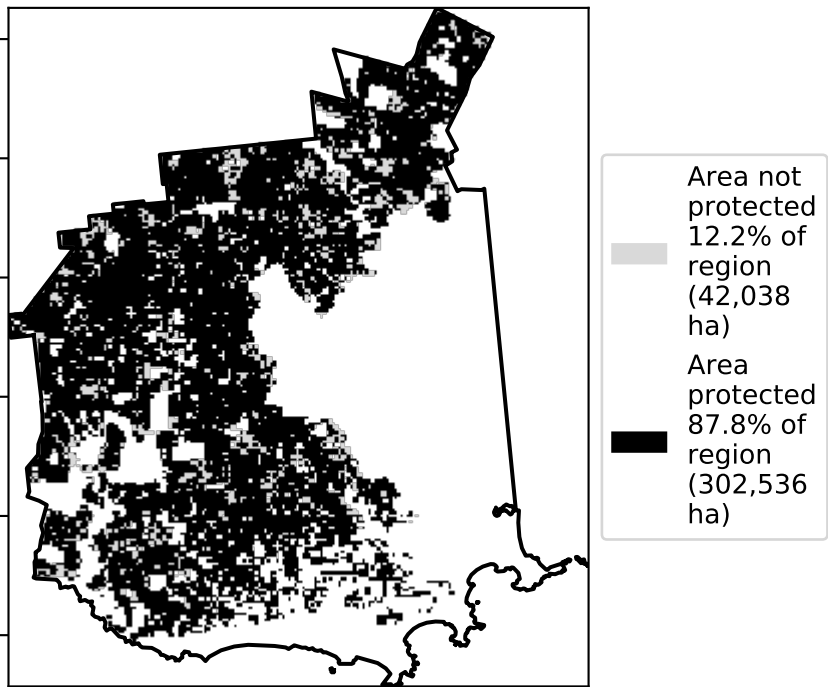 Area not
protected
12.2% of
region
(42,038
ha)
Area
protected
87.8% of
region
(302,536
ha)